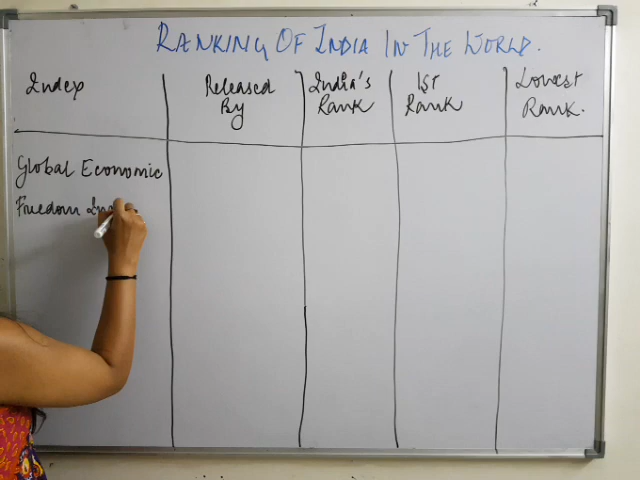 RANKING OF INDIA IN THE WORLD.
Index
Released
By
India's
Rank
1st
Rank
Lowest
Rank.
Global Economic
Freedom